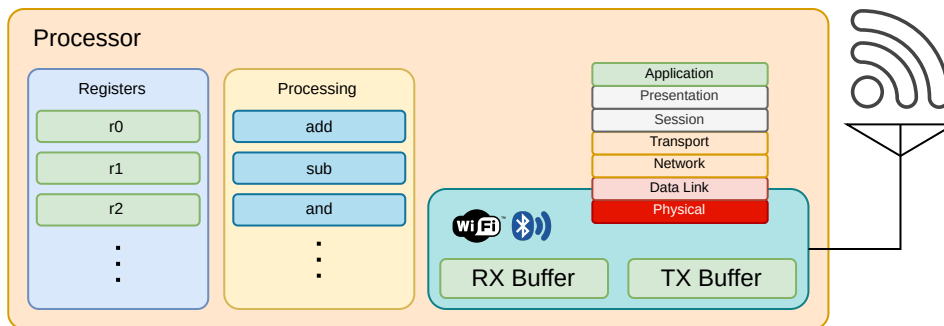 Processor
Registers
r0
r1
r2
Processing
add
sub
and
Application
Presentation
Session
Transport
Network
Data Link
Physical
WiFi™
RX Buffer
TX Buffer